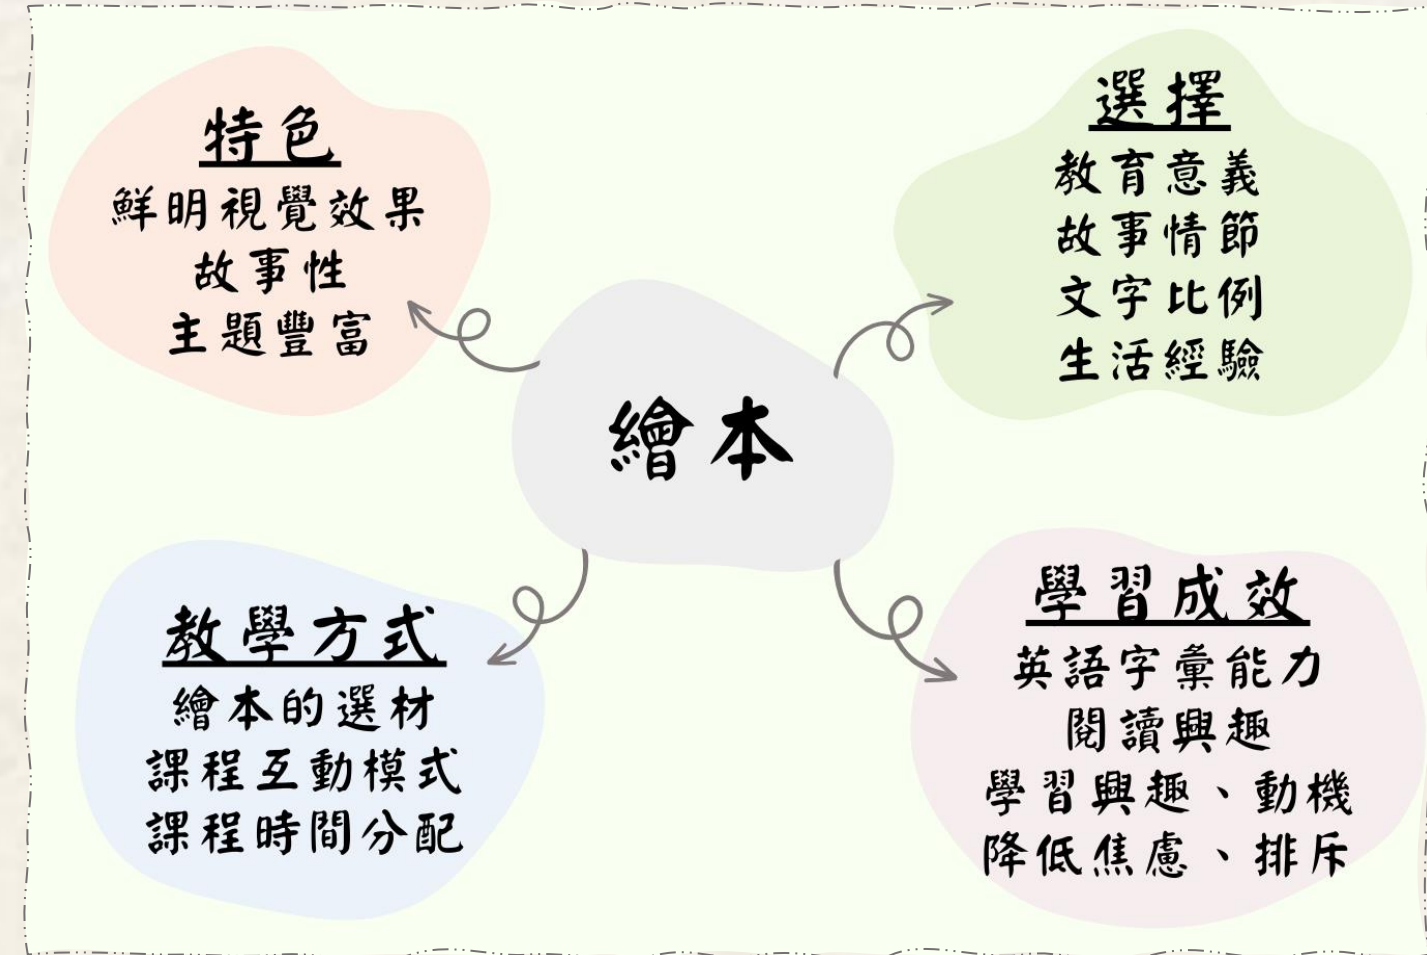 特色
鮮明視覺效果
故事性
主題豐富
選擇
教育意義
故事情節
文字比例
生活經驗
繪本
教學方式
繪本的選材
課程互動模式
課程時間分配
學習成效
英語字彙能力
閱讀興趣
學習興趣、動機
降低焦慮、排斥